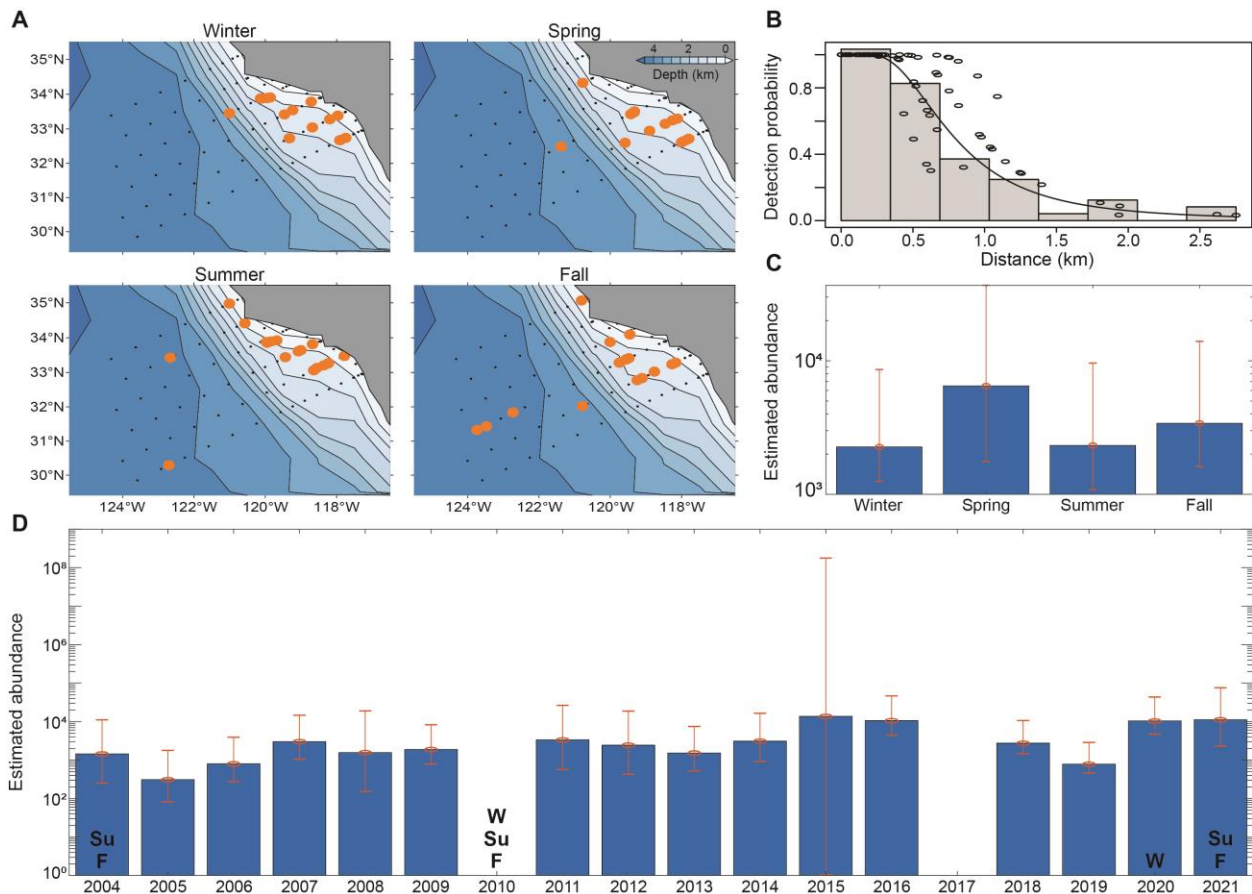 A
Winter
Spring
35°N
34°N
33°N
32°N
31°N
30°N
4 2 0
Depth (km)
Summer
Fall
35°N
34°N
33°N
32°N
31°N
30°N
124°W 122°W 120°W 118°W
124°W 122°W 120°W 118°W
B
Detection probability
0.8
0.4
0.0
0.0 0.5 1.0 1.5 2.0 2.5
Distance (km)
C
Estimated abundance
10⁴
10³
Winter Spring Summer Fall
D
Estimated abundance
10⁸
10⁶
10⁴
10²
10⁰
Su
F
W
Su
F
W
Su
F
2004 2005 2006 2007 2008 2009 2010 2011 2012 2013 2014 2015 2016 2017 2018 2019 2020 2021